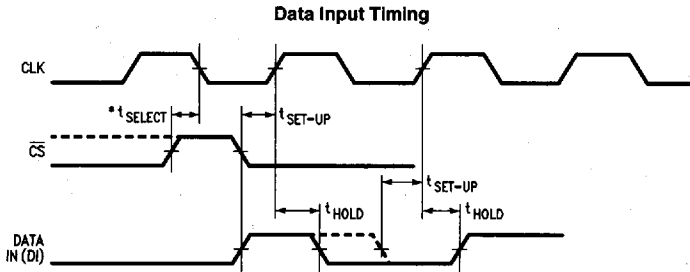 Data Input Timing
CLK
*tSELECT
tSET-UP
CS
tSET-UP
tHOLD
tHOLD
DATA
IN (DI)